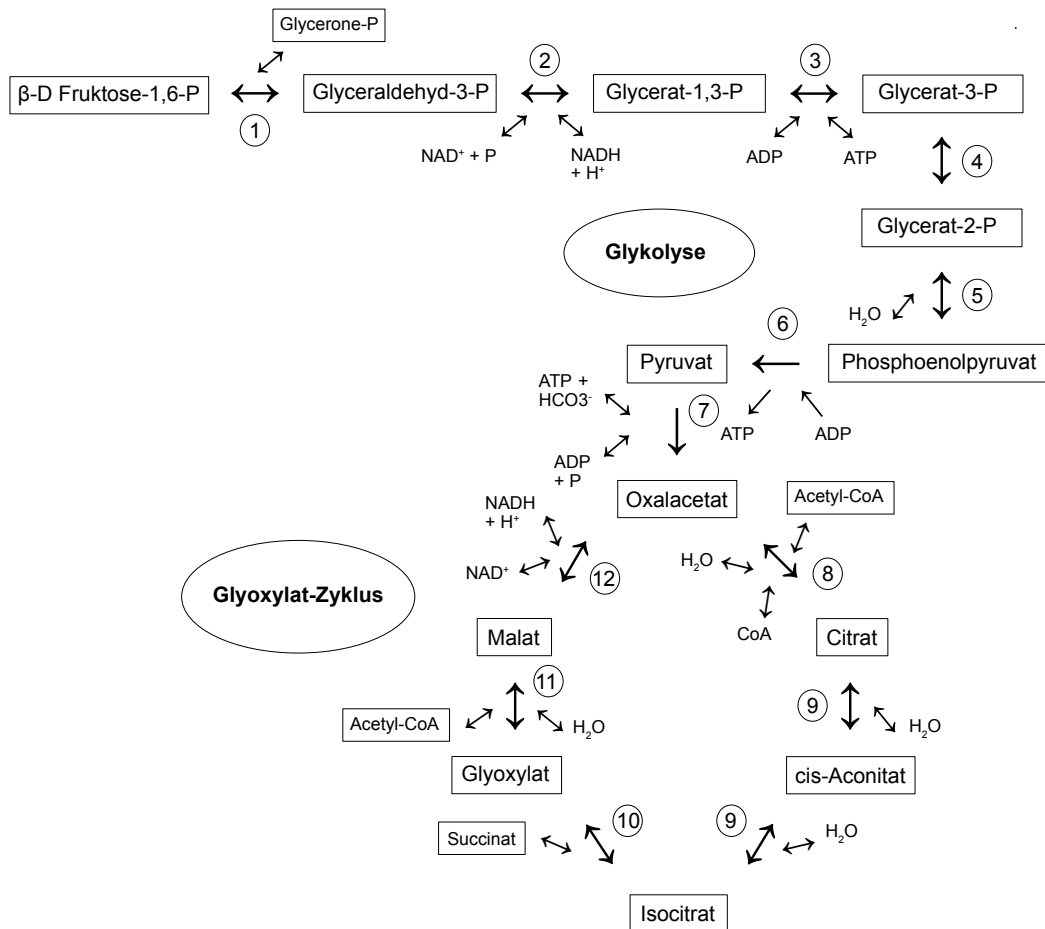 Glycerone-P
β-D Fruktose-1,6-P
1
Glyceraldehyd-3-P
2
Glycerat-1,3-P
3
Glycerat-3-P
NAD⁺ + P
NADH
+ H⁺
ADP
ATP
4
Glykolyse
Glycerat-2-P
H₂O
5
6
Pyruvat
Phosphoenolpyruvat
ATP +
HCO3⁻
7
ATP
ADP
ADP
+ P
Oxalacetat
Acetyl-CoA
NADH
+ H⁺
NAD⁺
12
H₂O
8
CoA
Glyoxylat-Zyklus
Malat
Citrat
11
9
Acetyl-CoA
H₂O
H₂O
Glyoxylat
cis-Aconitat
10
9
Succinat
H₂O
Isocitrat